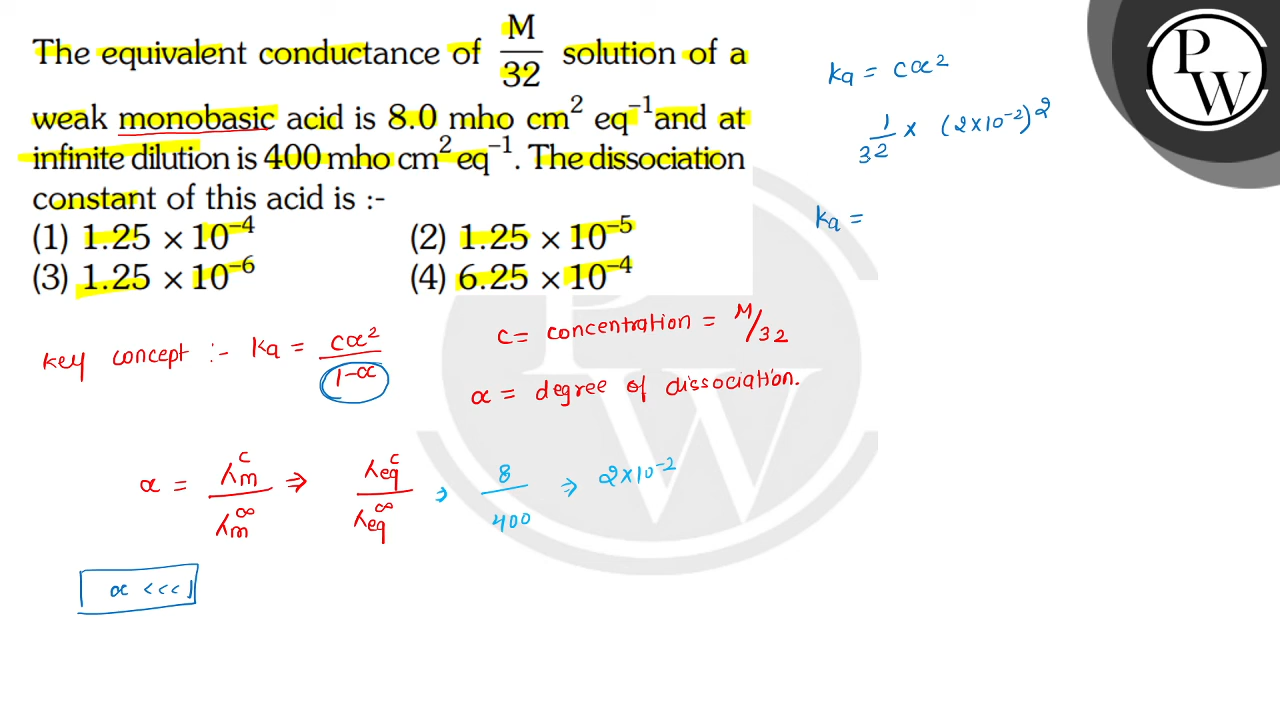 The equivalent conductance of M/32 solution of a
weak monobasic acid is 8.0 mho cm² eq⁻¹ and at
infinite dilution is 400 mho cm² eq⁻¹. The dissociation
constant of this acid is :-
(1) 1.25 × 10⁻⁴ (2) 1.25 × 10⁻⁵
(3) 1.25 × 10⁻⁶ (4) 6.25 × 10⁻⁴
Key concept :- Ka = cα²/1-α
c = concentration = M/32
α = degree of dissociation.
α = λm^c/λm^∞ ⇒ λeq^c/λeq^∞ ⇒ 8/400 ⇒ 2×10⁻²
α <<<1
Ka = cα²
1/32 × (2×10⁻²)²
Ka =
PW
PW